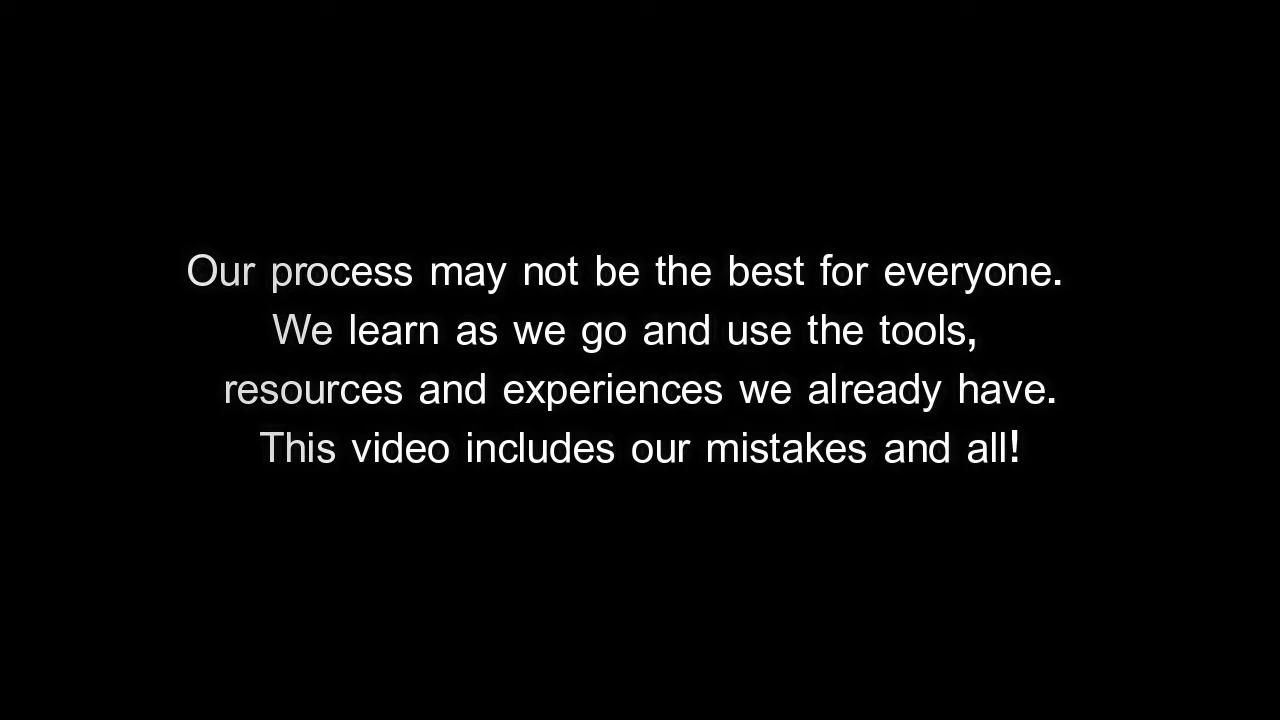 Our process may not be the best for everyone.
We learn as we go and use the tools,
resources and experiences we already have.
This video includes our mistakes and all!